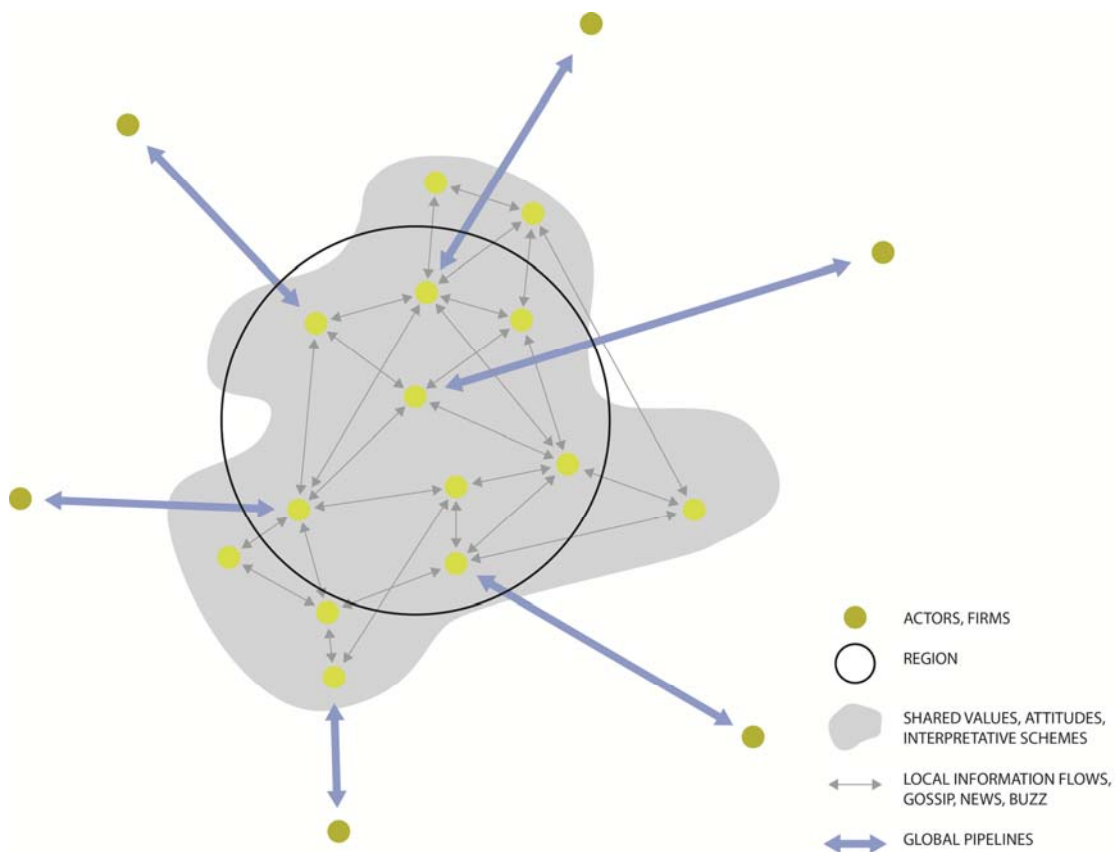 ACTORS, FIRMS
REGION
SHARED VALUES, ATTITUDES,
INTERPRETATIVE SCHEMES
LOCAL INFORMATION FLOWS,
GOSSIP, NEWS, BUZZ
GLOBAL PIPELINES